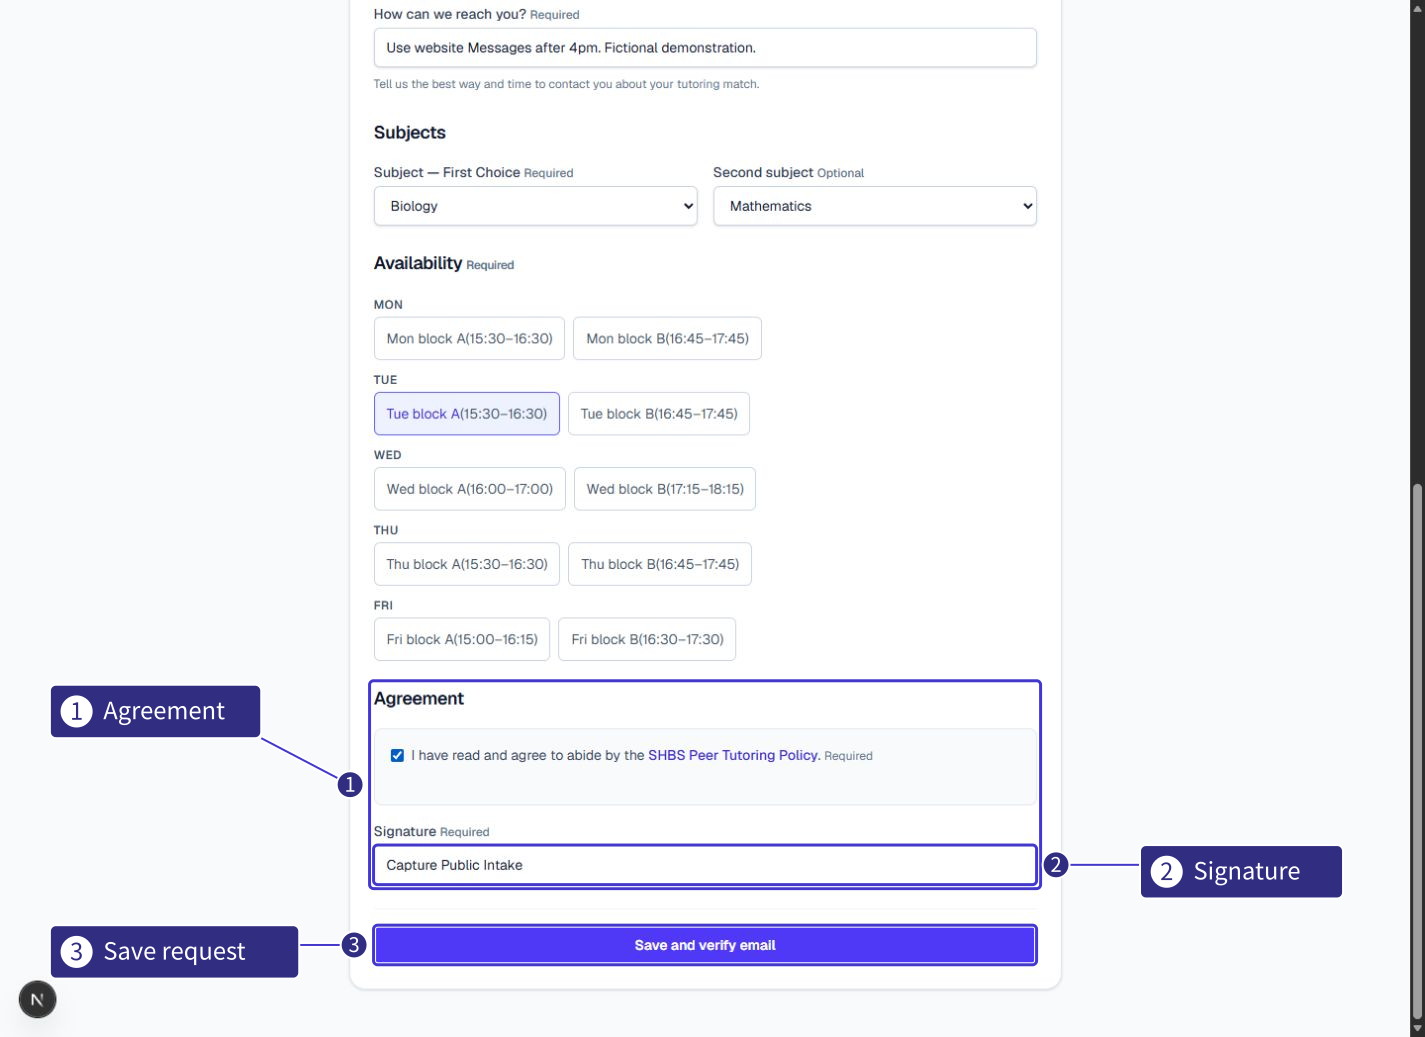 How can we reach you? Required
Use website Messages after 4pm. Fictional demonstration.
Tell us the best way and time to contact you about your tutoring match.
Subjects
Subject — First Choice Required
Second subject Optional
Biology
Mathematics
Availability Required
MON
Mon block A(15:30–16:30)
Mon block B(16:45–17:45)
TUE
Tue block A(15:30–16:30)
Tue block B(16:45–17:45)
WED
Wed block A(16:00–17:00)
Wed block B(17:15–18:15)
THU
Thu block A(15:30–16:30)
Thu block B(16:45–17:45)
FRI
Fri block A(15:00–16:15)
Fri block B(16:30–17:30)
1 Agreement
1
Agreement
I have read and agree to abide by the SHBS Peer Tutoring Policy. Required
Signature Required
Capture Public Intake
2
2 Signature
3 Save request
3
Save and verify email
N